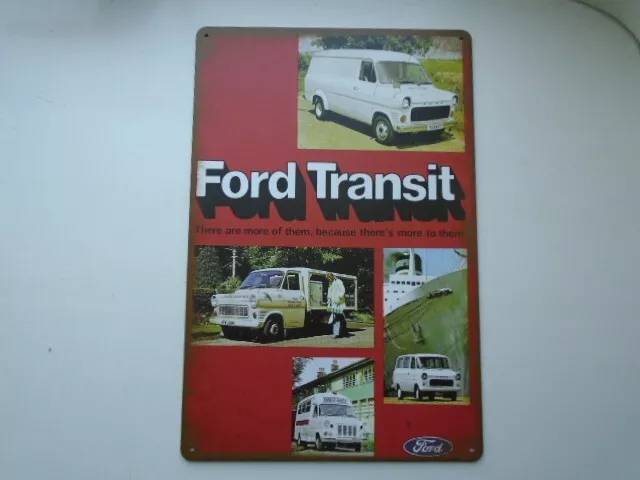 Ford Transit
There are more of them, because there's more to them
Ford